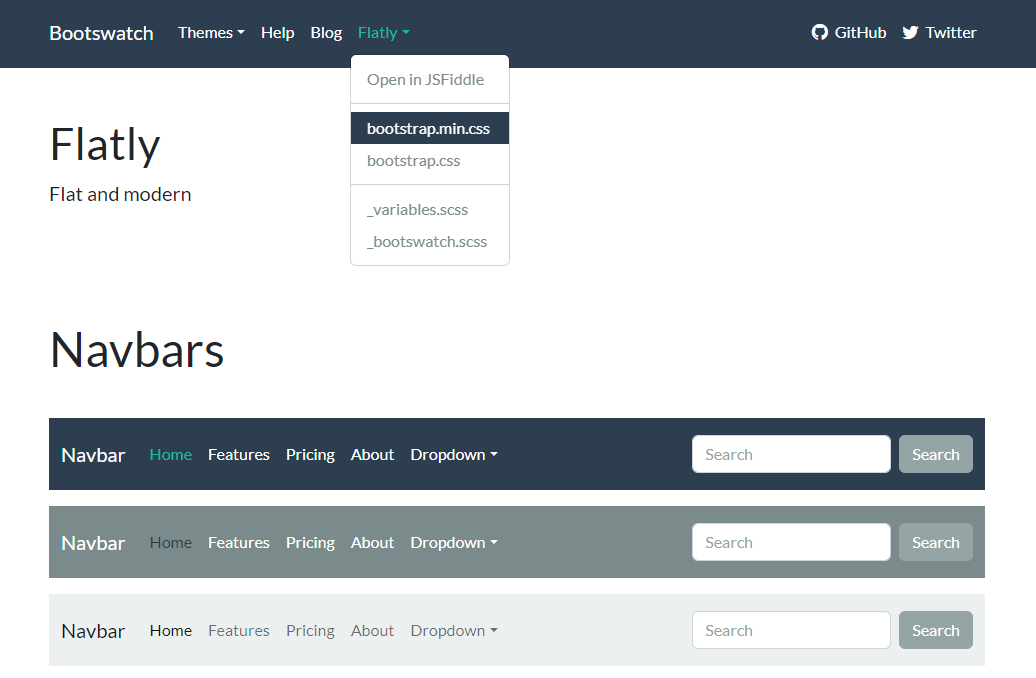 Bootswatch Themes Help Blog Flatly GitHub Twitter
Open in JSFiddle
bootstrap.min.css
bootstrap.css
_variables.scss
_bootswatch.scss
Flatly
Flat and modern
Navbars
Navbar Home Features Pricing About Dropdown Search Search
Navbar Home Features Pricing About Dropdown Search Search
Navbar Home Features Pricing About Dropdown Search Search